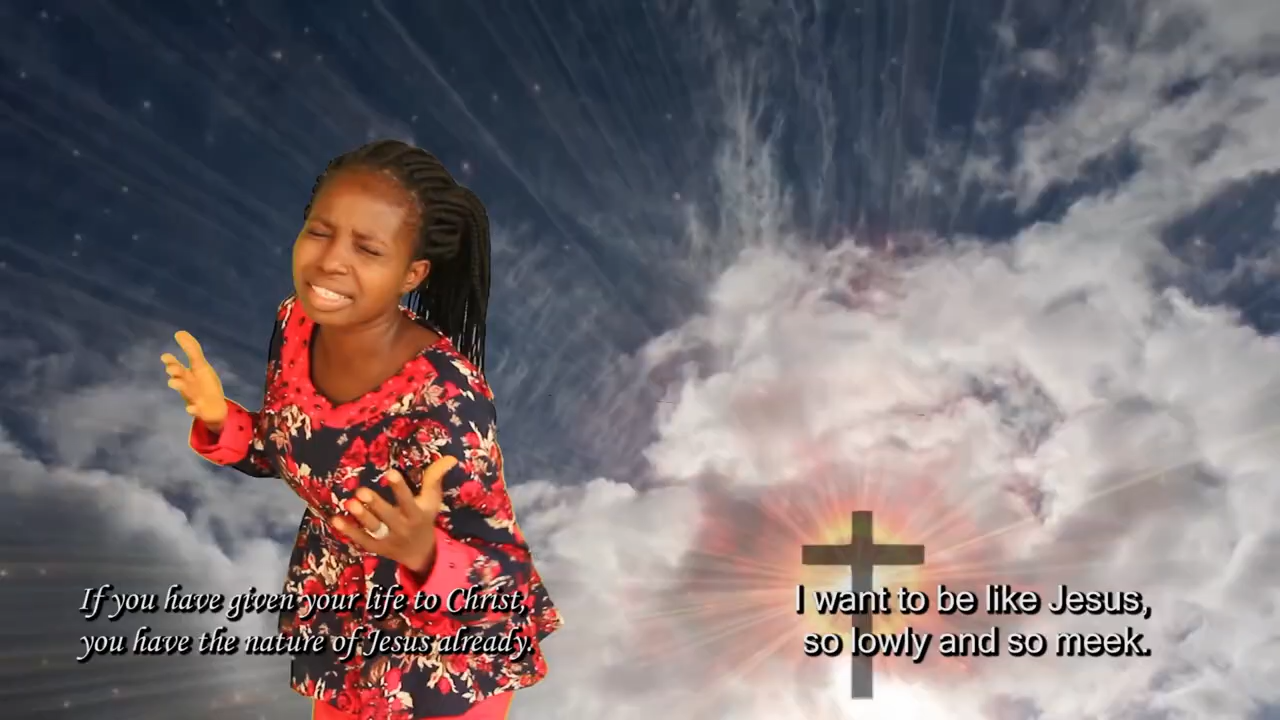 If you have given your life to Christ,
you have the nature of Jesus already.
I want to be like Jesus,
so lowly and so meek.